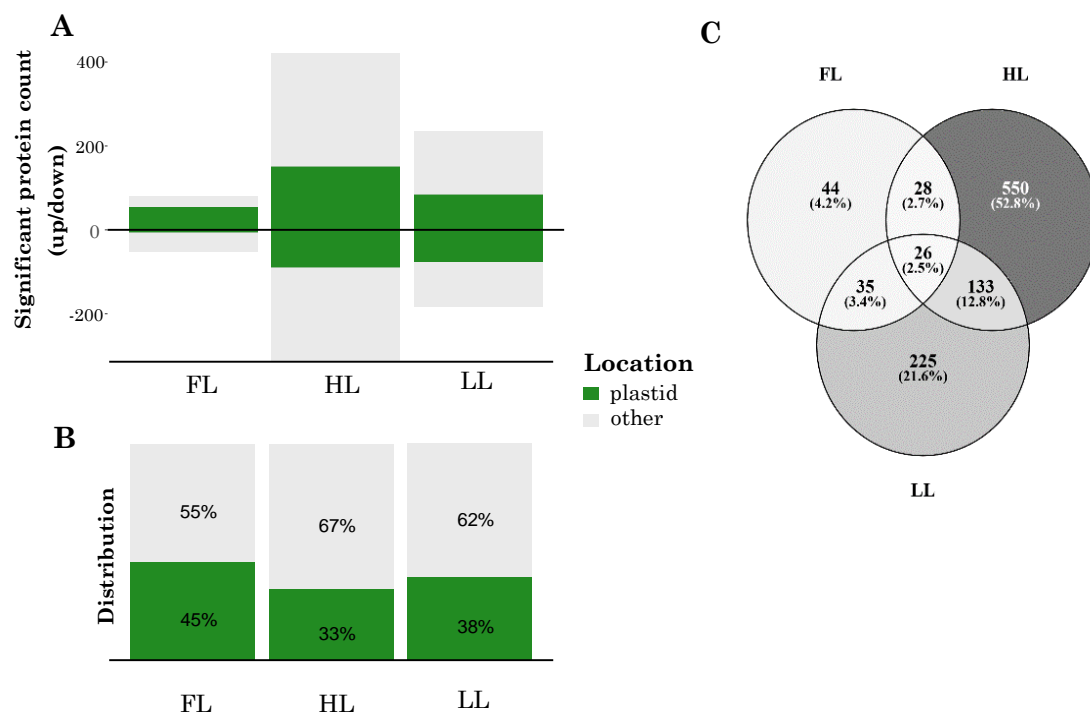 A
Significant protein count
(up/down)
400
200
0
-200
FL
HL
LL
Location
plastid
other
B
Distribution
55%
67%
62%
45%
33%
38%
FL
HL
LL
C
FL
HL
44
(4.2%)
28
(2.7%)
550
(52.8%)
26
(2.5%)
35
(3.4%)
133
(12.8%)
225
(21.6%)
LL